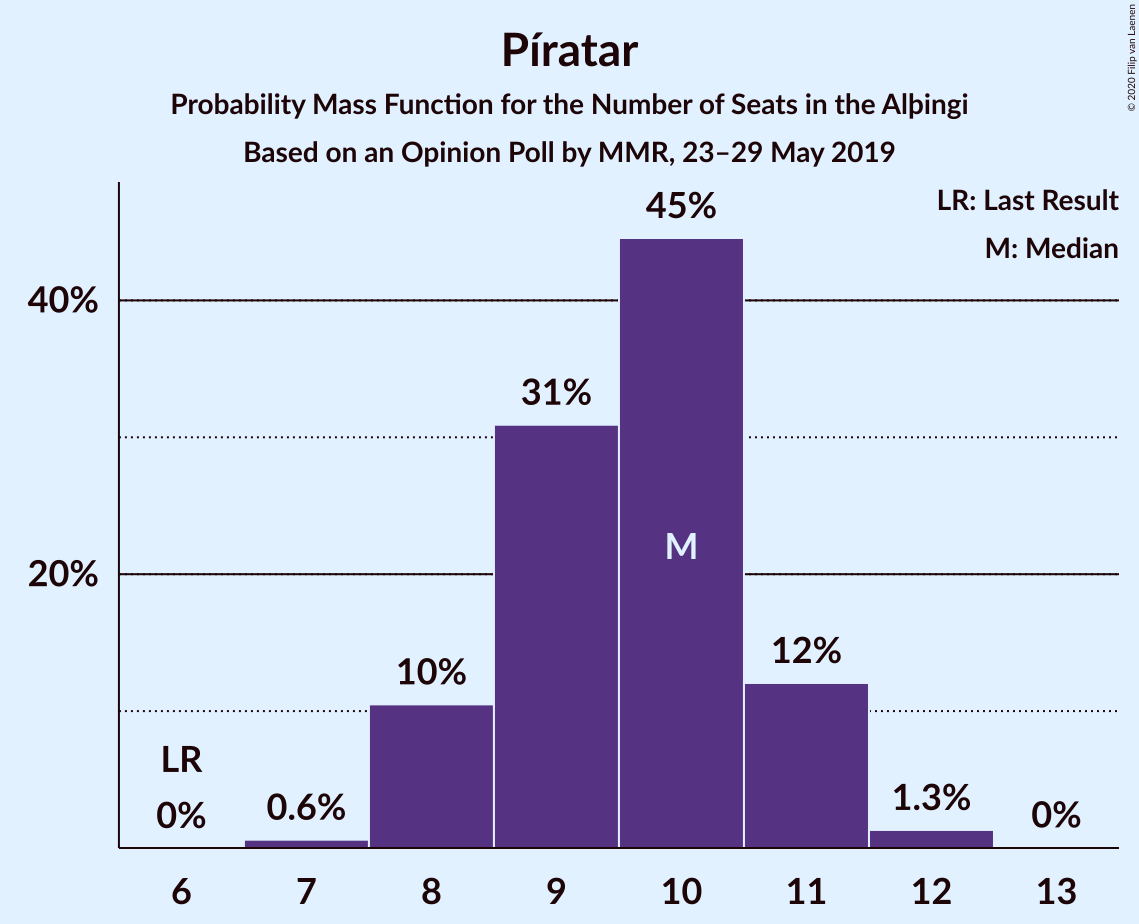 Píratar
Probability Mass Function for the Number of Seats in the Alþingi
Based on an Opinion Poll by MMR, 23–29 May 2019
© 2020 Filip van Laenen
LR: Last Result
M: Median
45%
40%
31%
M
20%
12%
10%
LR
0%
0.6%
1.3%
0%
6 7 8 9 10 11 12 13